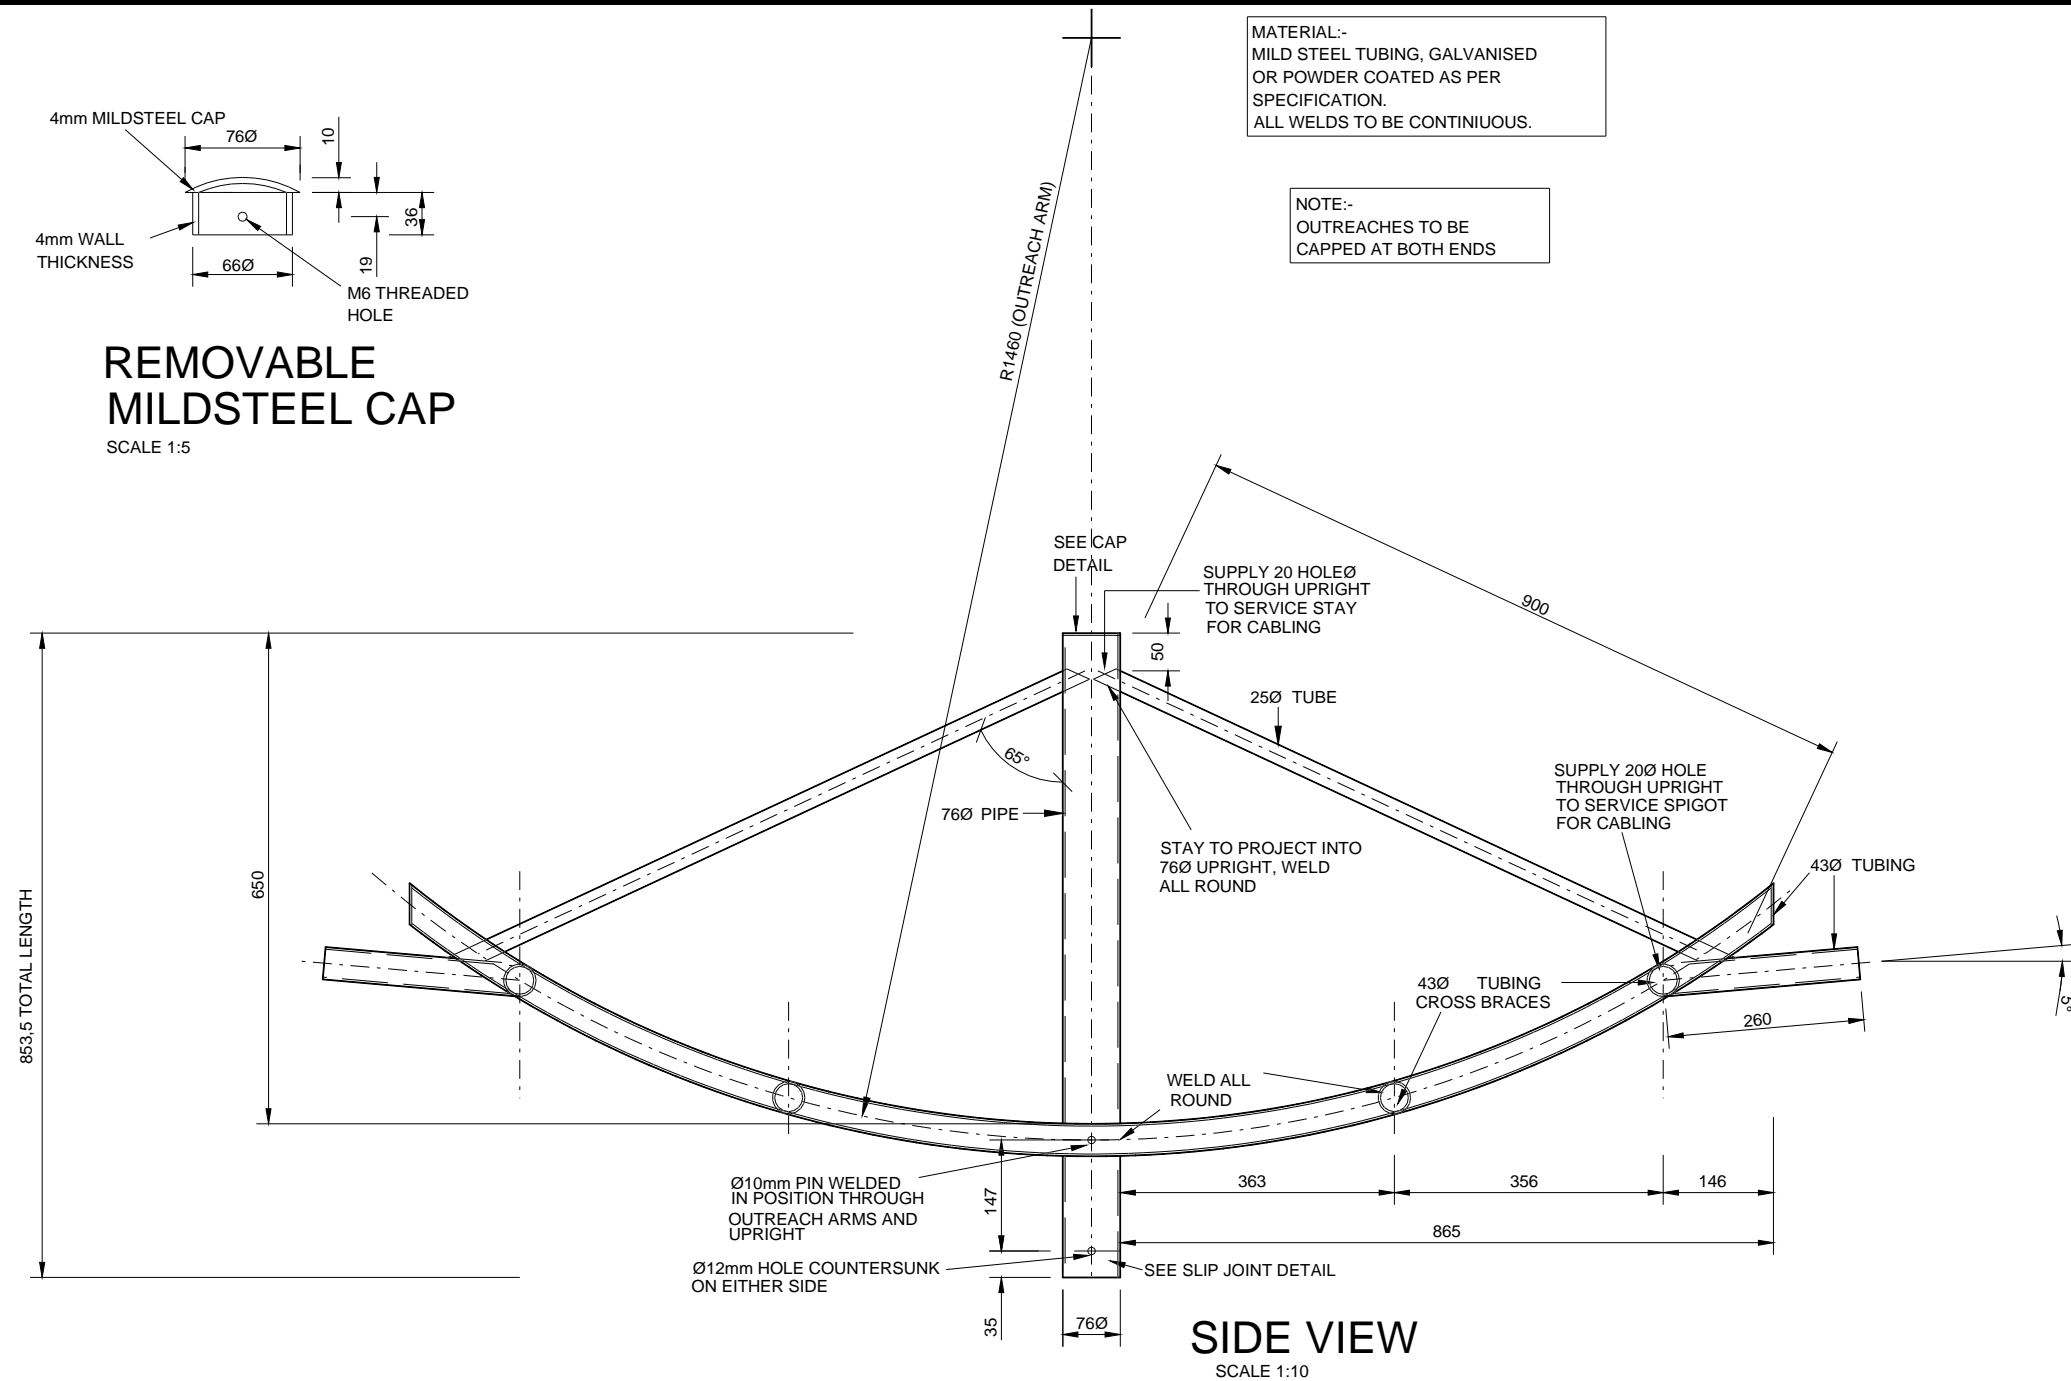 MATERIAL:-
MILD STEEL TUBING, GALVANISED
OR POWDER COATED AS PER
SPECIFICATION.
ALL WELDS TO BE CONTINIUOUS.
NOTE:-
OUTREACHES TO BE
CAPPED AT BOTH ENDS
4mm MILDSTEEL CAP
76Ø
10
36
19
4mm WALL
THICKNESS
66Ø
M6 THREADED
HOLE
REMOVABLE
MILDSTEEL CAP
SCALE 1:5
R1460 (OUTREACH ARM)
SEE CAP
DETAIL
SUPPLY 20 HOLEØ
THROUGH UPRIGHT
TO SERVICE STAY
FOR CABLING
900
50
25Ø TUBE
65°
76Ø PIPE
SUPPLY 20Ø HOLE
THROUGH UPRIGHT
TO SERVICE SPIGOT
FOR CABLING
STAY TO PROJECT INTO
76Ø UPRIGHT, WELD
ALL ROUND
43Ø TUBING
650
853,5 TOTAL LENGTH
43Ø TUBING
CROSS BRACES
5°
260
WELD ALL
ROUND
Ø10mm PIN WELDED
IN POSITION THROUGH
OUTREACH ARMS AND
UPRIGHT
147
363
356
146
865
Ø12mm HOLE COUNTERSUNK
ON EITHER SIDE
SEE SLIP JOINT DETAIL
35
76Ø
SIDE VIEW
SCALE 1:10